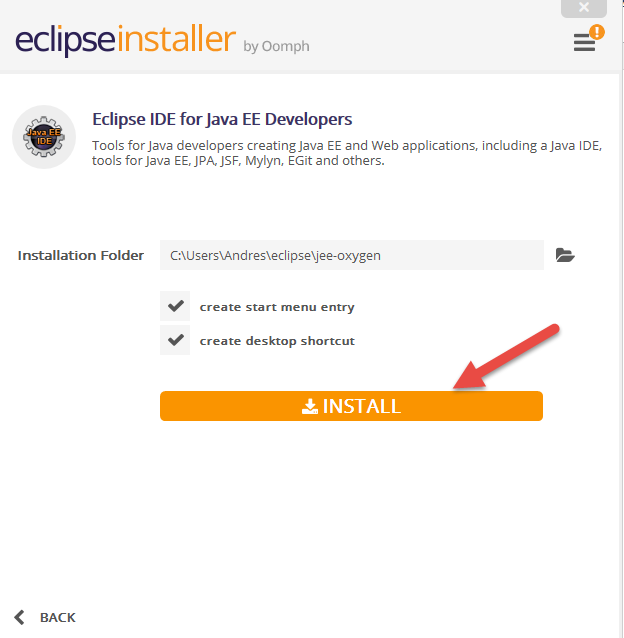 eclipseinstaller by Oomph
!
Eclipse IDE for Java EE Developers
Java EE
IDE
Tools for Java developers creating Java EE and Web applications, including a Java IDE,
tools for Java EE, JPA, JSF, Mylyn, EGit and others.
Installation Folder C:\Users\Andres\eclipse\jee-oxygen
create start menu entry
create desktop shortcut
INSTALL
BACK